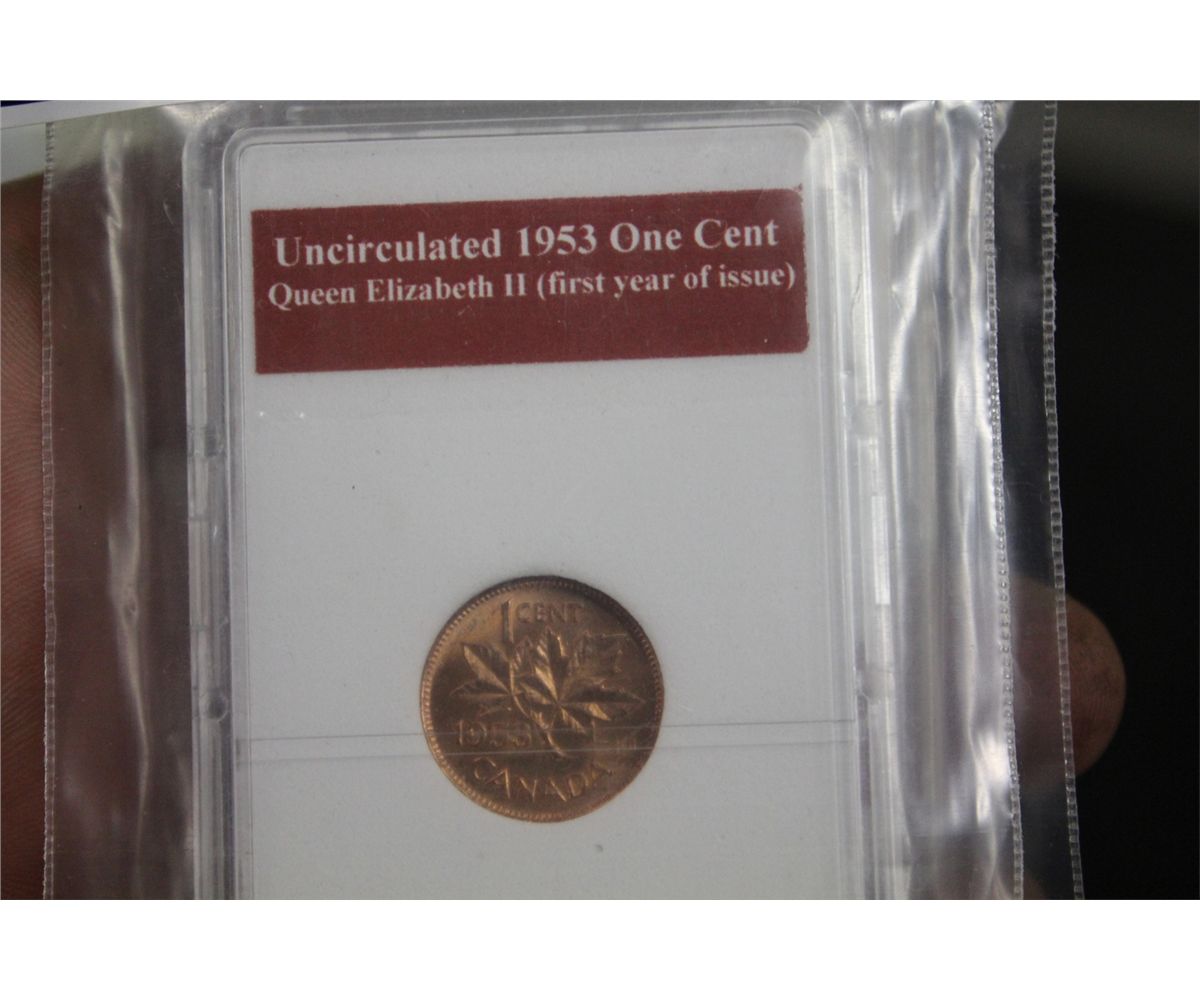 Uncirculated 1953 One Cent
Queen Elizabeth II (first year of issue)
1 CENT
1953
CANADA